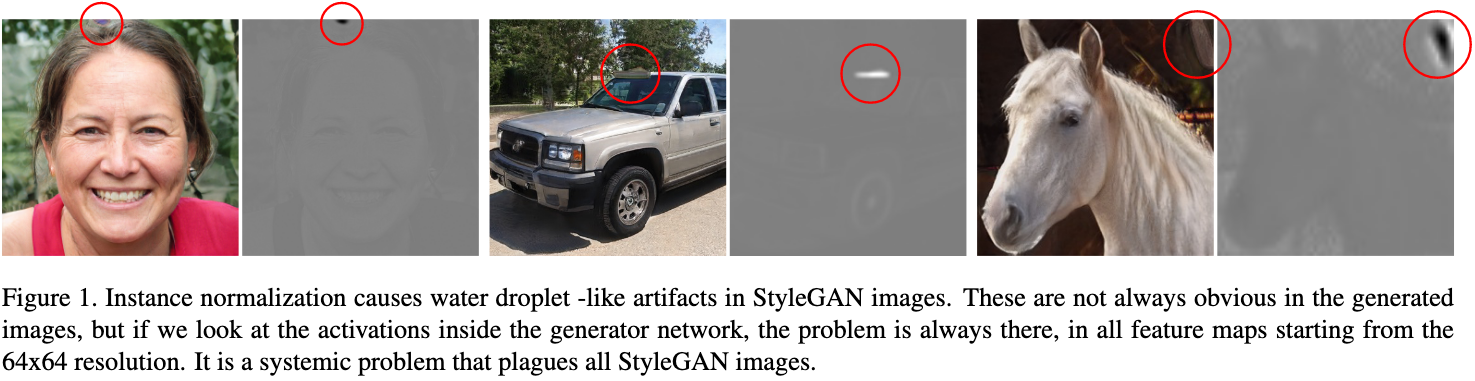 Figure 1. Instance normalization causes water droplet -like artifacts in StyleGAN images. These are not always obvious in the generated
images, but if we look at the activations inside the generator network, the problem is always there, in all feature maps starting from the
64x64 resolution. It is a systemic problem that plagues all StyleGAN images.